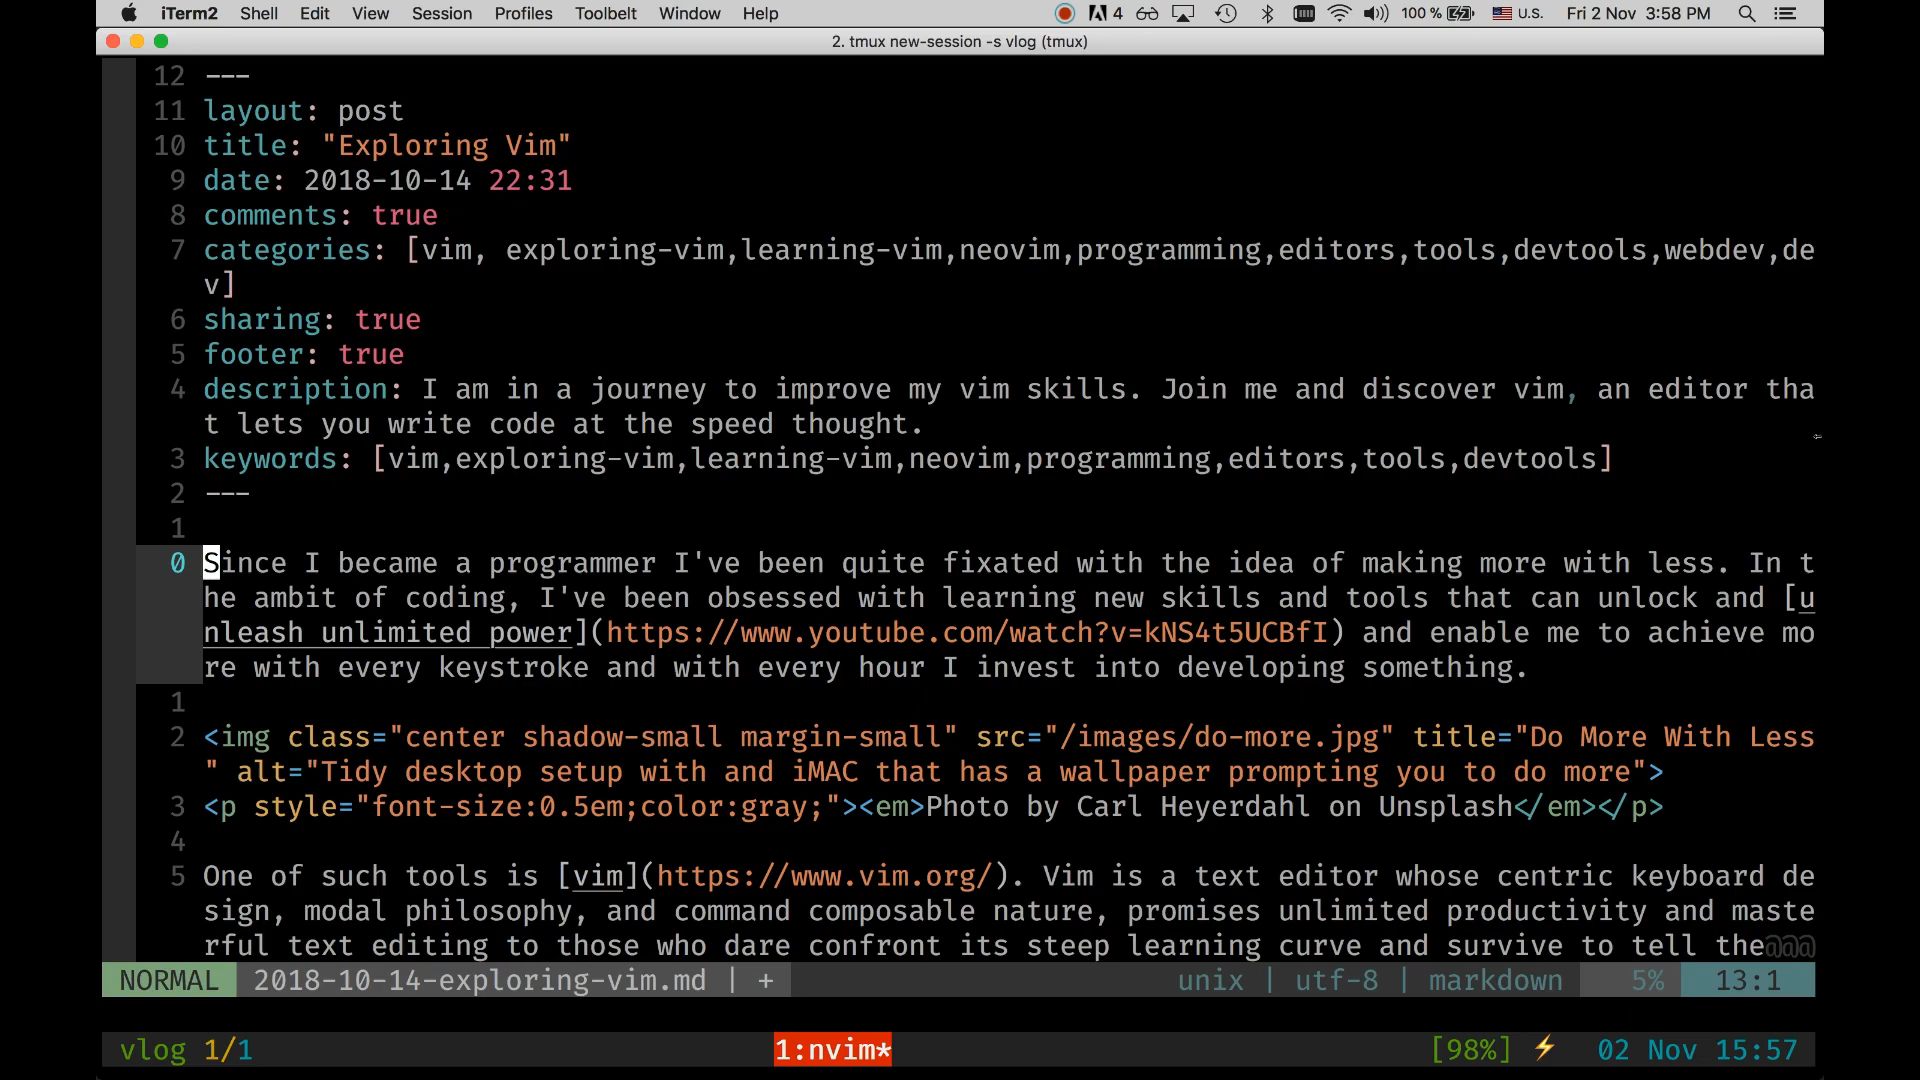 iTerm2 Shell Edit View Session Profiles Toolbelt Window Help 4 100 % U.S. Fri 2 Nov 3:58 PM
2. tmux new-session -s vlog (tmux)
12 ---
11 layout: post
10 title: "Exploring Vim"
9 date: 2018-10-14 22:31
8 comments: true
7 categories: [vim, exploring-vim,learning-vim,neovim,programming,editors,tools,devtools,webdev,de
v]
6 sharing: true
5 footer: true
4 description: I am in a journey to improve my vim skills. Join me and discover vim, an editor tha
t lets you write code at the speed thought.
3 keywords: [vim,exploring-vim,learning-vim,neovim,programming,editors,tools,devtools]
2 ---
1
0 Since I became a programmer I've been quite fixated with the idea of making more with less. In t
he ambit of coding, I've been obsessed with learning new skills and tools that can unlock and [u
nleash unlimited power](https://www.youtube.com/watch?v=kNS4t5UCBfI) and enable me to achieve mo
re with every keystroke and with every hour I invest into developing something.
1
2 <img class="center shadow-small margin-small" src="/images/do-more.jpg" title="Do More With Less
" alt="Tidy desktop setup with and iMAC that has a wallpaper prompting you to do more">
3 <p style="font-size:0.5em;color:gray;"><em>Photo by Carl Heyerdahl on Unsplash</em></p>
4
5 One of such tools is [vim](https://www.vim.org/). Vim is a text editor whose centric keyboard de
sign, modal philosophy, and command composable nature, promises unlimited productivity and maste
rful text editing to those who dare confront its steep learning curve and survive to tell the@@@
NORMAL 2018-10-14-exploring-vim.md | + unix | utf-8 | markdown 5% 13:1
vlog 1/1 1:nvim* [98%] ⚡ 02 Nov 15:57